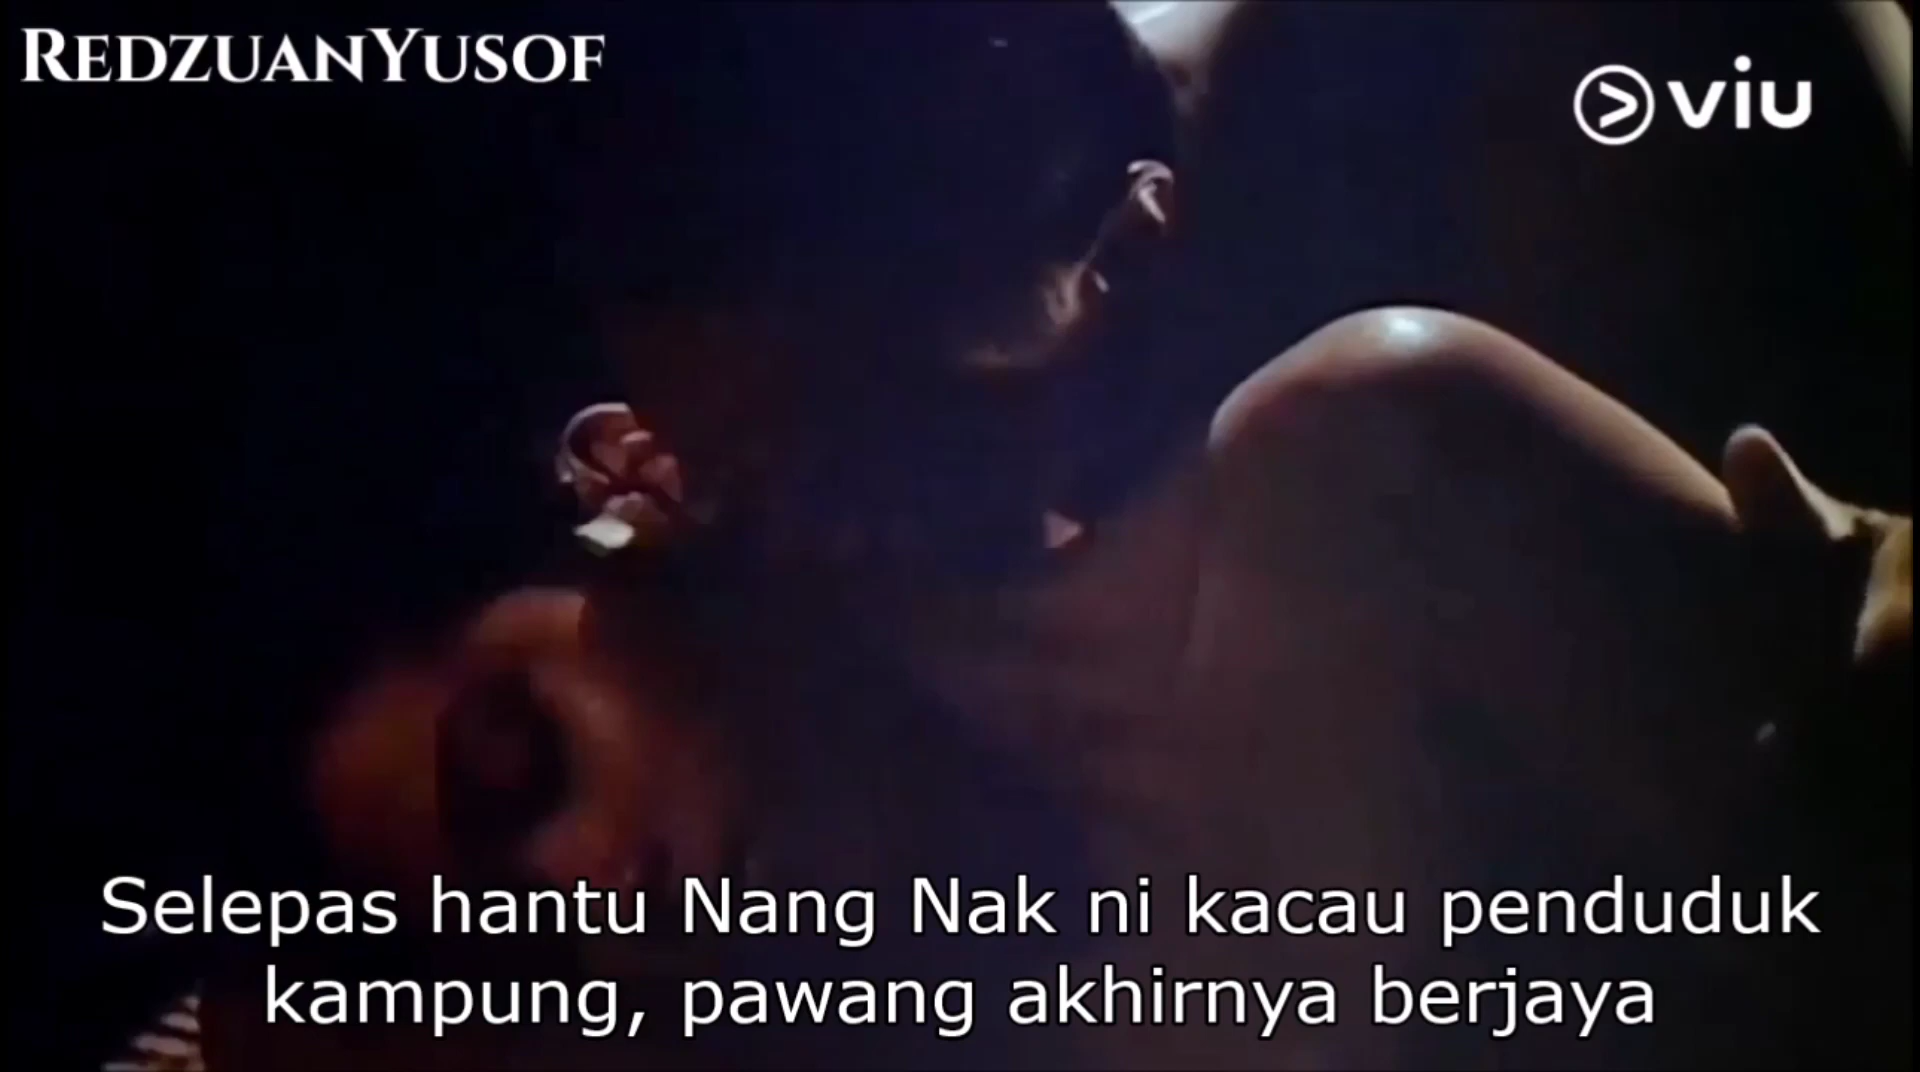 REDZUANYUSOF
viu
Selepas hantu Nang Nak ni kacau penduduk
kampung, pawang akhirnya berjaya